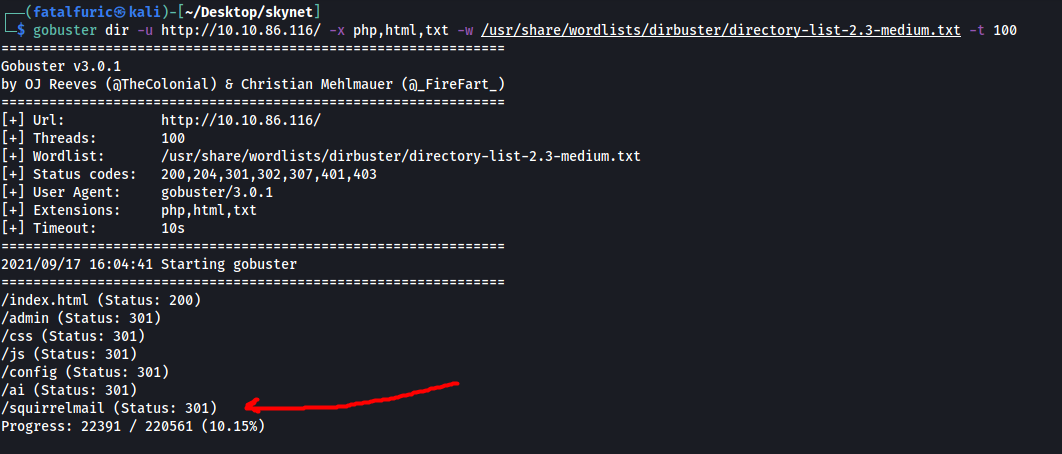 ┌──(fatalfuric㉿kali)-[~/Desktop/skynet]
└─$ gobuster dir -u http://10.10.86.116/ -x php,html,txt -w /usr/share/wordlists/dirbuster/directory-list-2.3-medium.txt -t 100
===============================================================
Gobuster v3.0.1
by OJ Reeves (@TheColonial) & Christian Mehlmauer (@_FireFart_)
===============================================================
[+] Url:            http://10.10.86.116/
[+] Threads:        100
[+] Wordlist:       /usr/share/wordlists/dirbuster/directory-list-2.3-medium.txt
[+] Status codes:   200,204,301,302,307,401,403
[+] User Agent:     gobuster/3.0.1
[+] Extensions:     php,html,txt
[+] Timeout:        10s
===============================================================
2021/09/17 16:04:41 Starting gobuster
===============================================================
/index.html (Status: 200)
/admin (Status: 301)
/css (Status: 301)
/js (Status: 301)
/config (Status: 301)
/ai (Status: 301)
/squirrelmail (Status: 301)
Progress: 22391 / 220561 (10.15%)